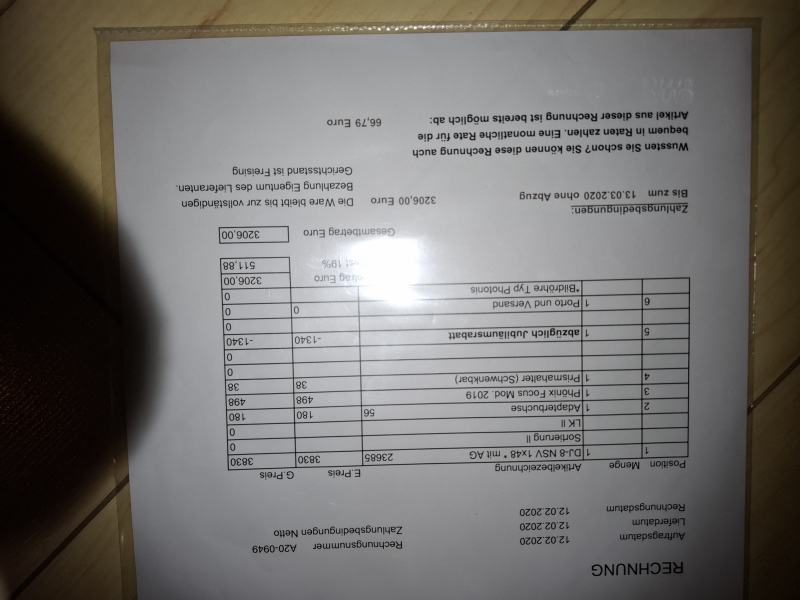 RECHNUNG
Auftragsdatum 12.02.2020 Rechnungsnummer A20-0949
Lieferdatum 12.02.2020 Zahlungsbedingungen Netto
Rechnungsdatum 12.02.2020
Position Menge Artikelbezeichnung E.Preis G.Preis
1 1 DJ-8 NSV 1x48 * mit AG 23685 3830 3830
Sortierung II 0
LK II 0
2 1 Adapterbuchse 56 180 180
3 1 Phönix Focus Mod. 2019 498 498
4 1 Prismahalter (Schwenkbar) 38 38
0
0
5 1 abzüglich Jubiläumsrabatt -1340 -1340
0
6 1 Porto und Versand 0 0
*Bildröhre Typ Photonis 0
Euro 3206,00
19% 511,88
Gesamtbetrag Euro 3206,00
Zahlungsbedingungen:
Bis zum 13.03.2020 ohne Abzug 3206,00 Euro
Die Ware bleibt bis zur vollständigen
Bezahlung Eigentum des Lieferanten.
Gerichtsstand ist Freising
Wussten Sie schon? Sie können diese Rechnung auch
bequem in Raten zahlen. Eine monatliche Rate für die
Artikel aus dieser Rechnung ist bereits möglich ab: 66,79 Euro